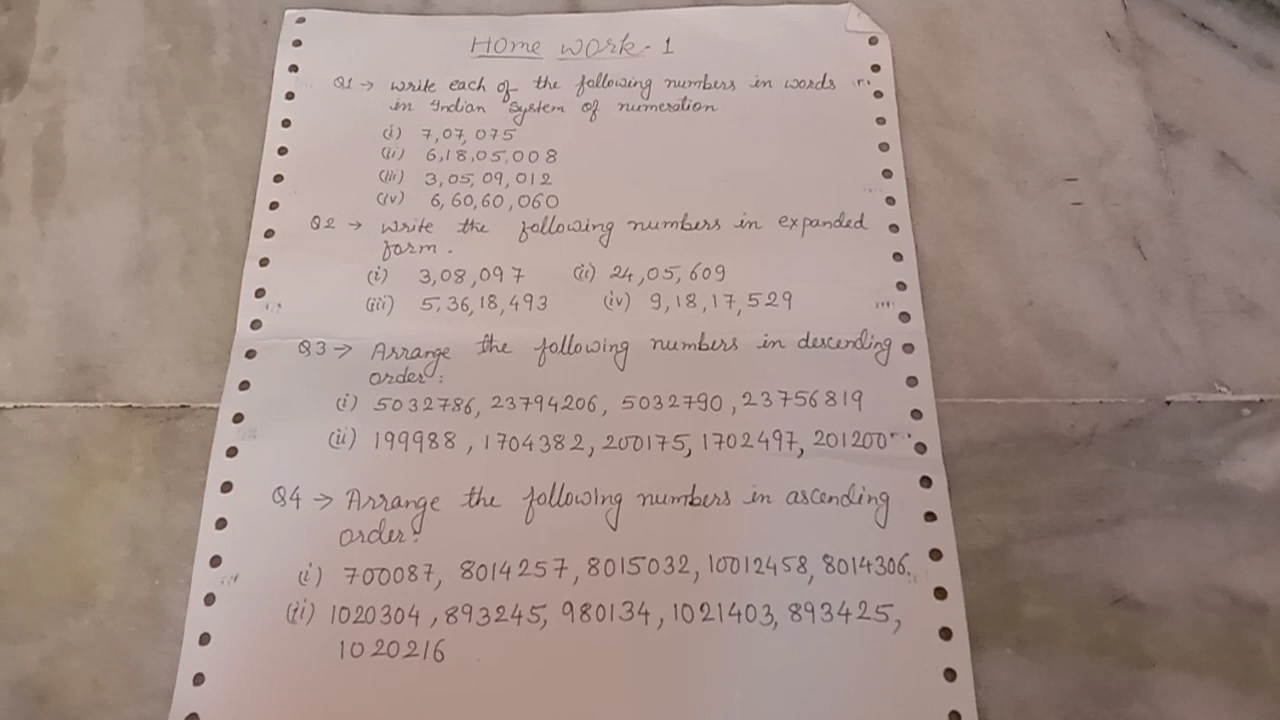 Home work-1
Q1→ write each of the following numbers in words
in Indian System of numeration
(i) 7,07,075
(ii) 6,18,05,008
(iii) 3,05,09,012
(iv) 6,60,60,060
Q2 → Write the following numbers in expanded
form.
(i) 3,08,097 (ii) 24,05,609
(iii) 5,36,18,493 (iv) 9,18,17,529
Q3→ Arrange the following numbers in descending
order:
(i) 5032786, 23794206, 5032790, 23756819
(ii) 199988, 1704382, 200175, 1702497, 201200
Q4→ Arrange the following numbers in ascending
order:
(i) 700087, 8014257, 8015032, 10012458, 8014306.
(ii) 1020304, 893245, 980134, 1021403, 893425,
1020216